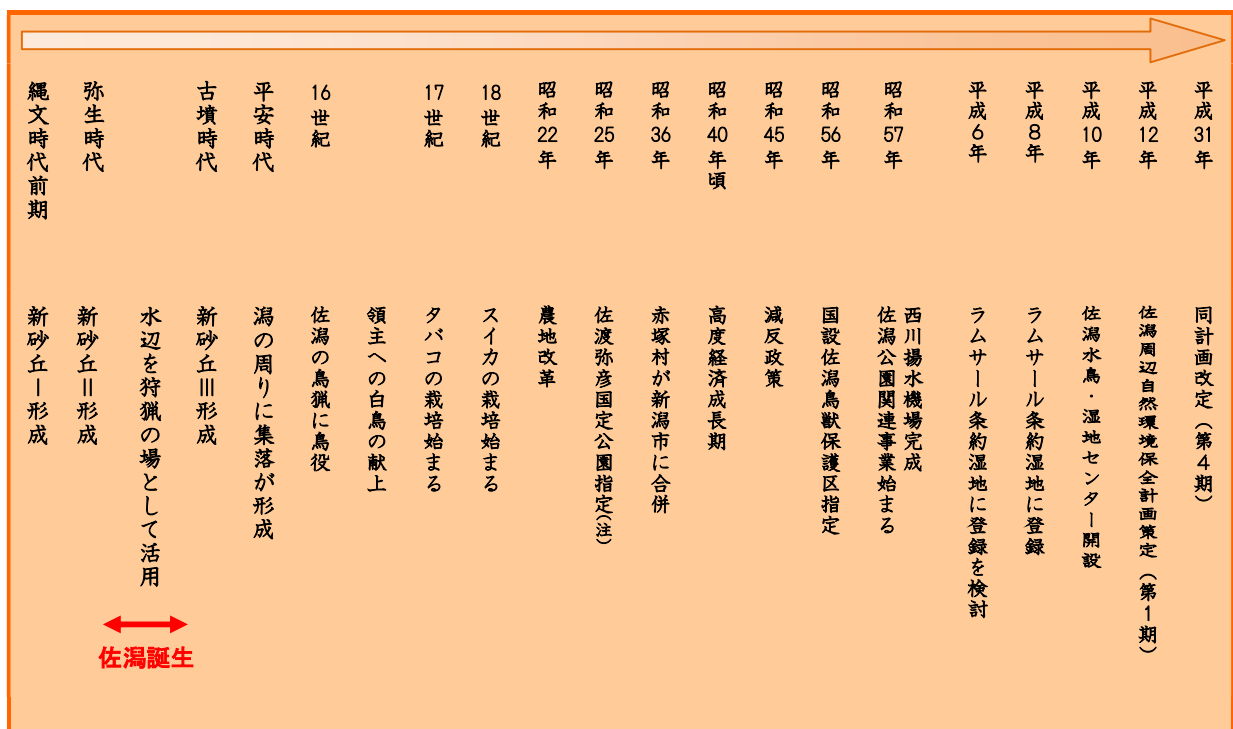 縄文時代前期
新砂丘Ⅰ形成
弥生時代
新砂丘Ⅱ形成
水辺を狩猟の場として活用
佐潟誕生
古墳時代
新砂丘Ⅲ形成
平安時代
潟の周りに集落が形成
16世紀
佐潟の鳥猟に鳥役
領主への白鳥の献上
17世紀
タバコの栽培始まる
18世紀
スイカの栽培始まる
昭和22年
農地改革
昭和25年
佐渡弥彦国定公園指定(注)
昭和36年
赤塚村が新潟市に合併
昭和40年頃
高度経済成長期
昭和45年
減反政策
昭和56年
国設佐潟鳥獣保護区指定
昭和57年
西川揚水機場完成
佐潟公園関連事業始まる
平成6年
ラムサール条約湿地に登録を検討
平成8年
ラムサール条約湿地に登録
平成10年
佐潟水鳥・湿地センター開設
平成12年
佐潟周辺自然環境保全計画策定(第1期)
平成31年
同計画改定(第4期)